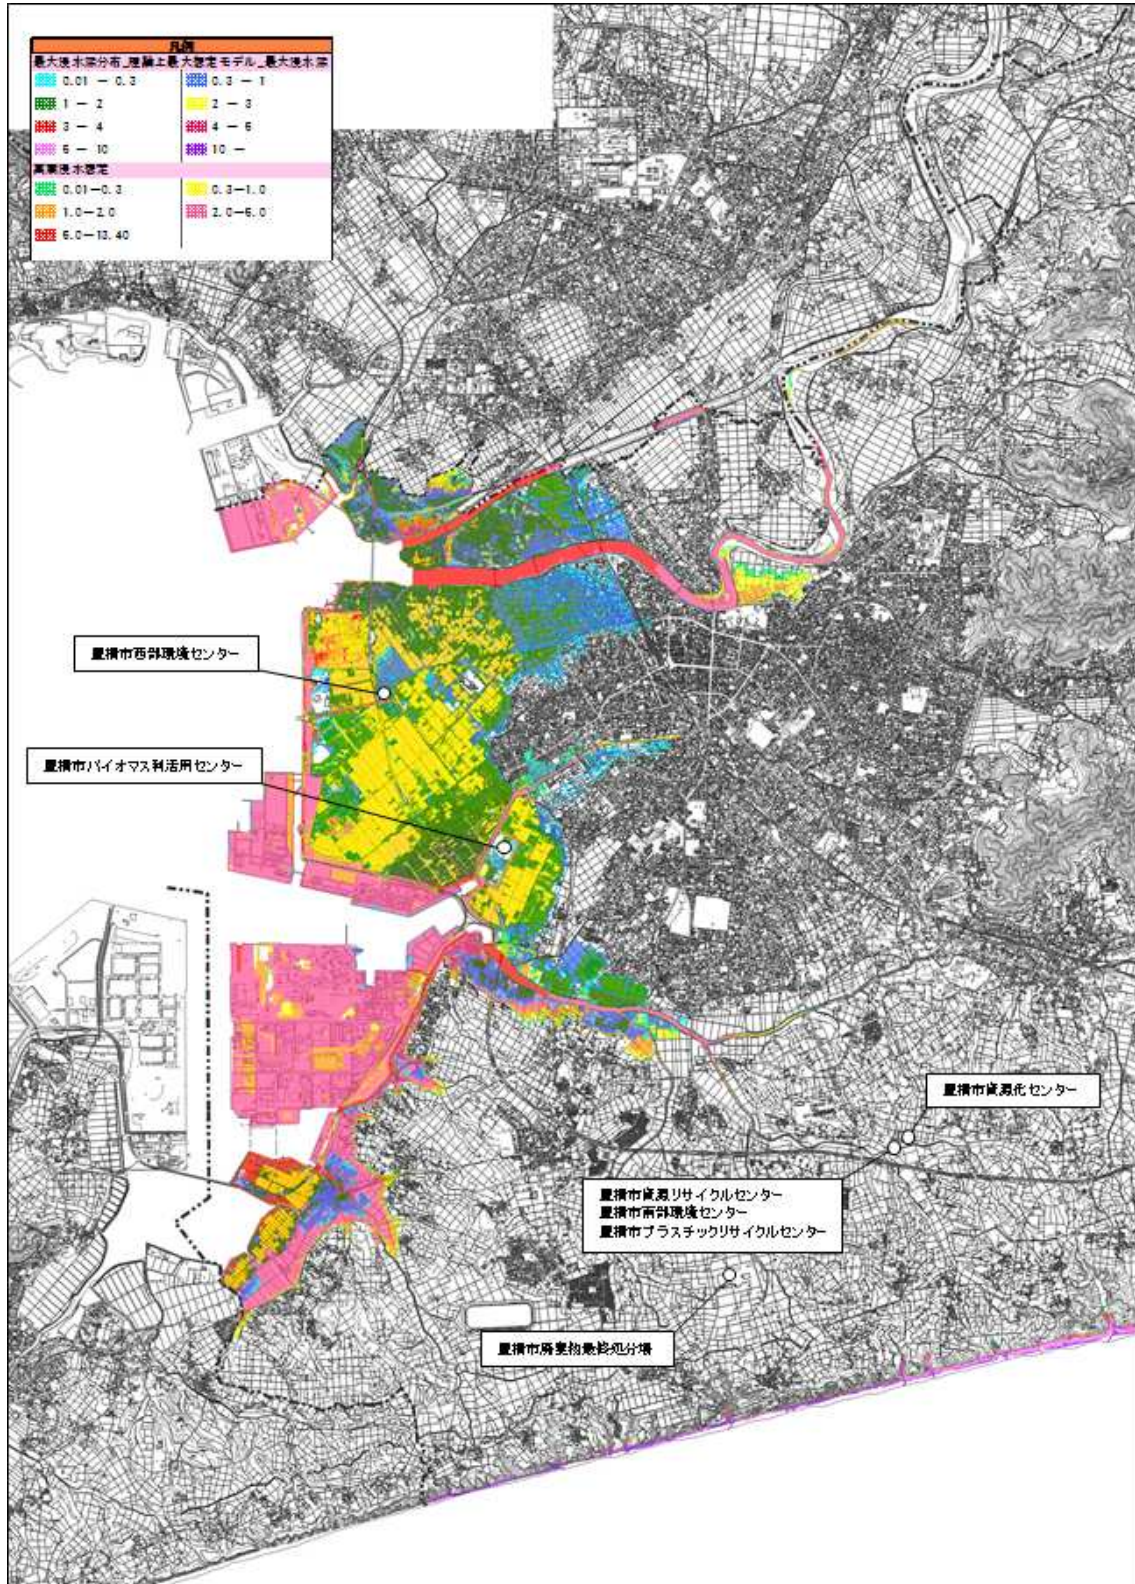 凡例
最大浸水深分布_理論上最大想定モデル_最大浸水深
0.01 － 0.3
0.3 － 1
1 － 2
2 － 3
3 － 4
4 － 5
5 － 10
10 －
高潮浸水想定
0.01－0.3
0.3－1.0
1.0－2.0
2.0－5.0
5.0－13.40
豊橋市西部環境センター
豊橋市バイオマス利活用センター
豊橋市資源化センター
豊橋市資源リサイクルセンター
豊橋市南部環境センター
豊橋市プラスチックリサイクルセンター
豊橋市廃棄物最終処分場